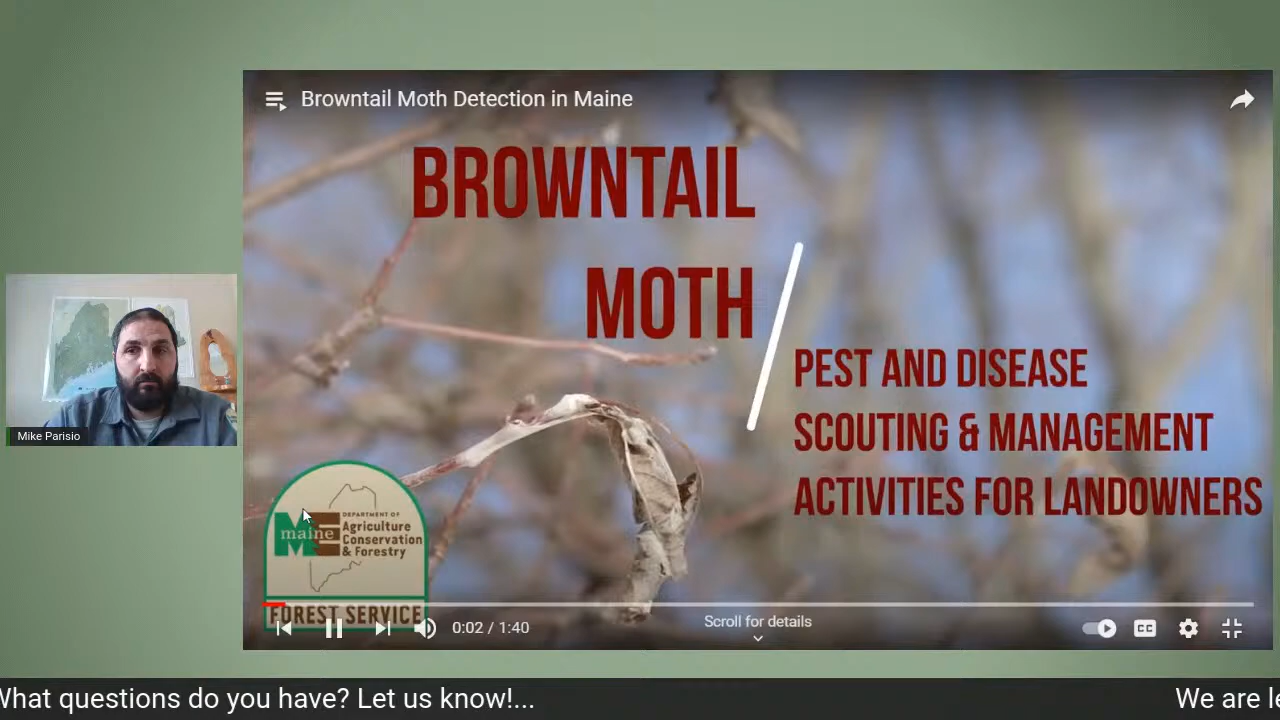 Browntail Moth Detection in Maine
BROWNTAIL
MOTH
PEST AND DISEASE
SCOUTING & MANAGEMENT
ACTIVITIES FOR LANDOWNERS
Mike Parisio
DEPARTMENT OF
ME
maine
Agriculture
Conservation
& Forestry
FOREST SERVICE
0:02 / 1:40
Scroll for details
CC
What questions do you have? Let us know!...
We are le